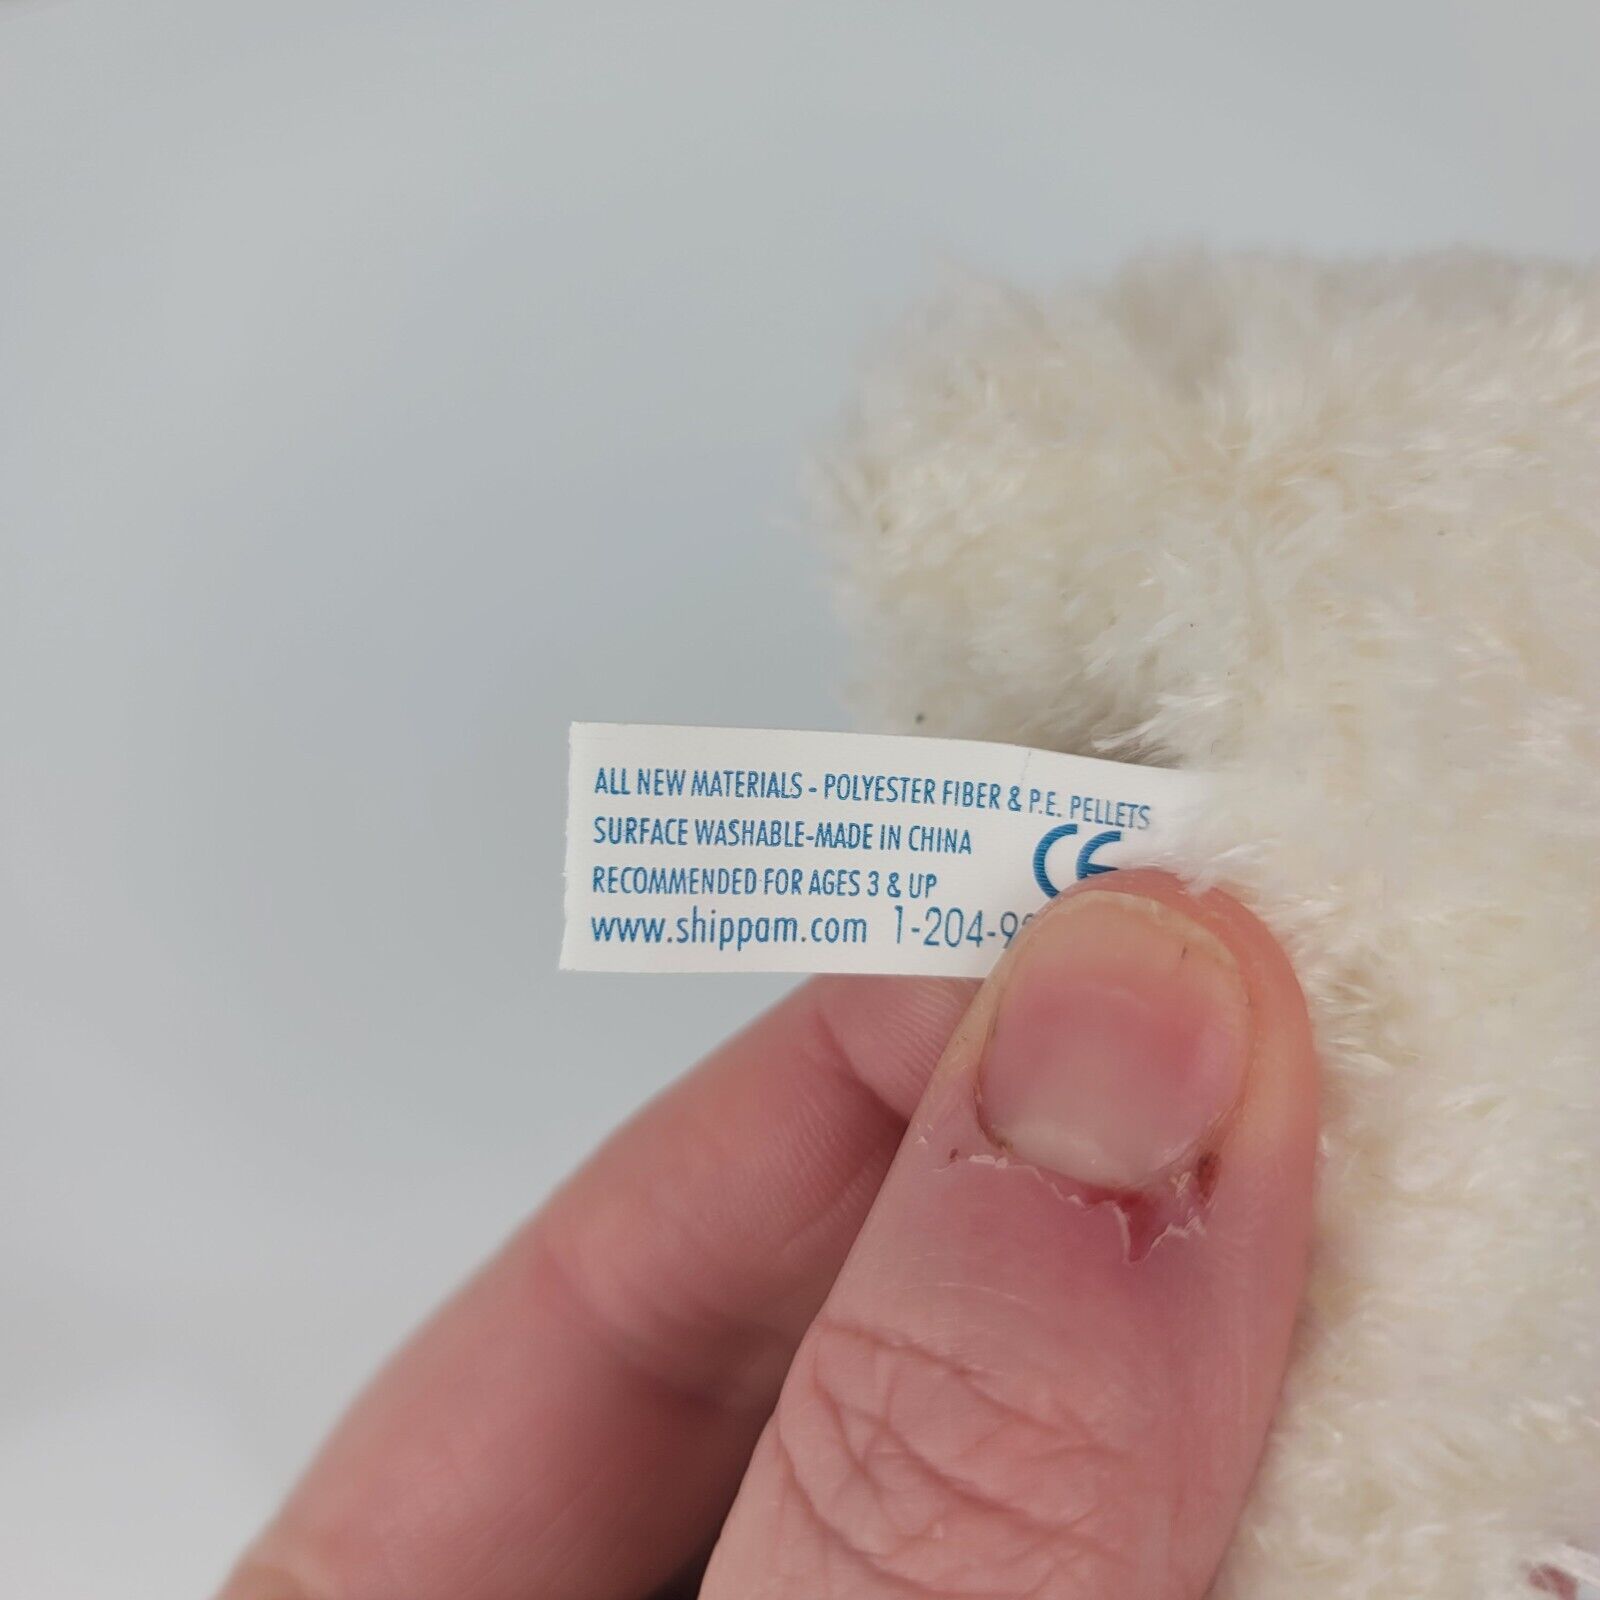 ALL NEW MATERIALS - POLYESTER FIBER & P.E. PELLETS
SURFACE WASHABLE-MADE IN CHINA
CE
RECOMMENDED FOR AGES 3 & UP
www.shippam.com 1-204-9